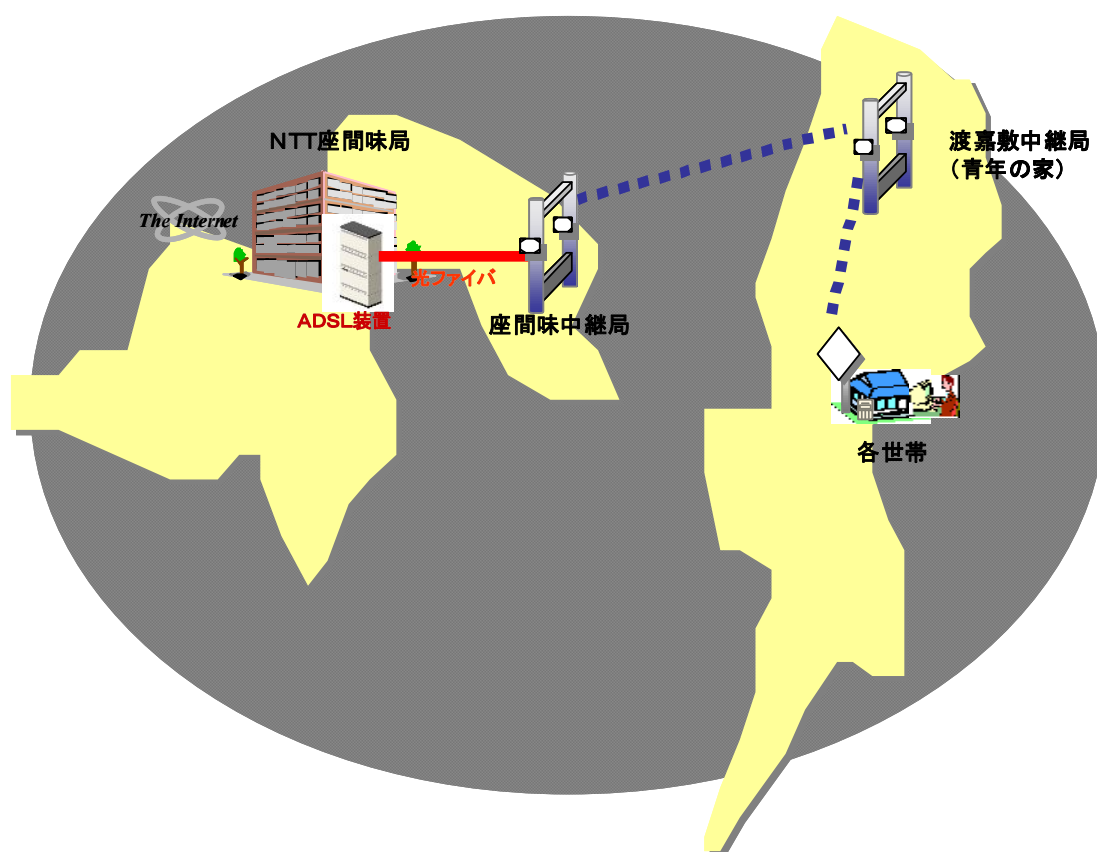 NTT座間味局
The Internet
光ファイバ
ADSL装置
座間味中継局
渡嘉敷中継局
（青年の家）
各世帯